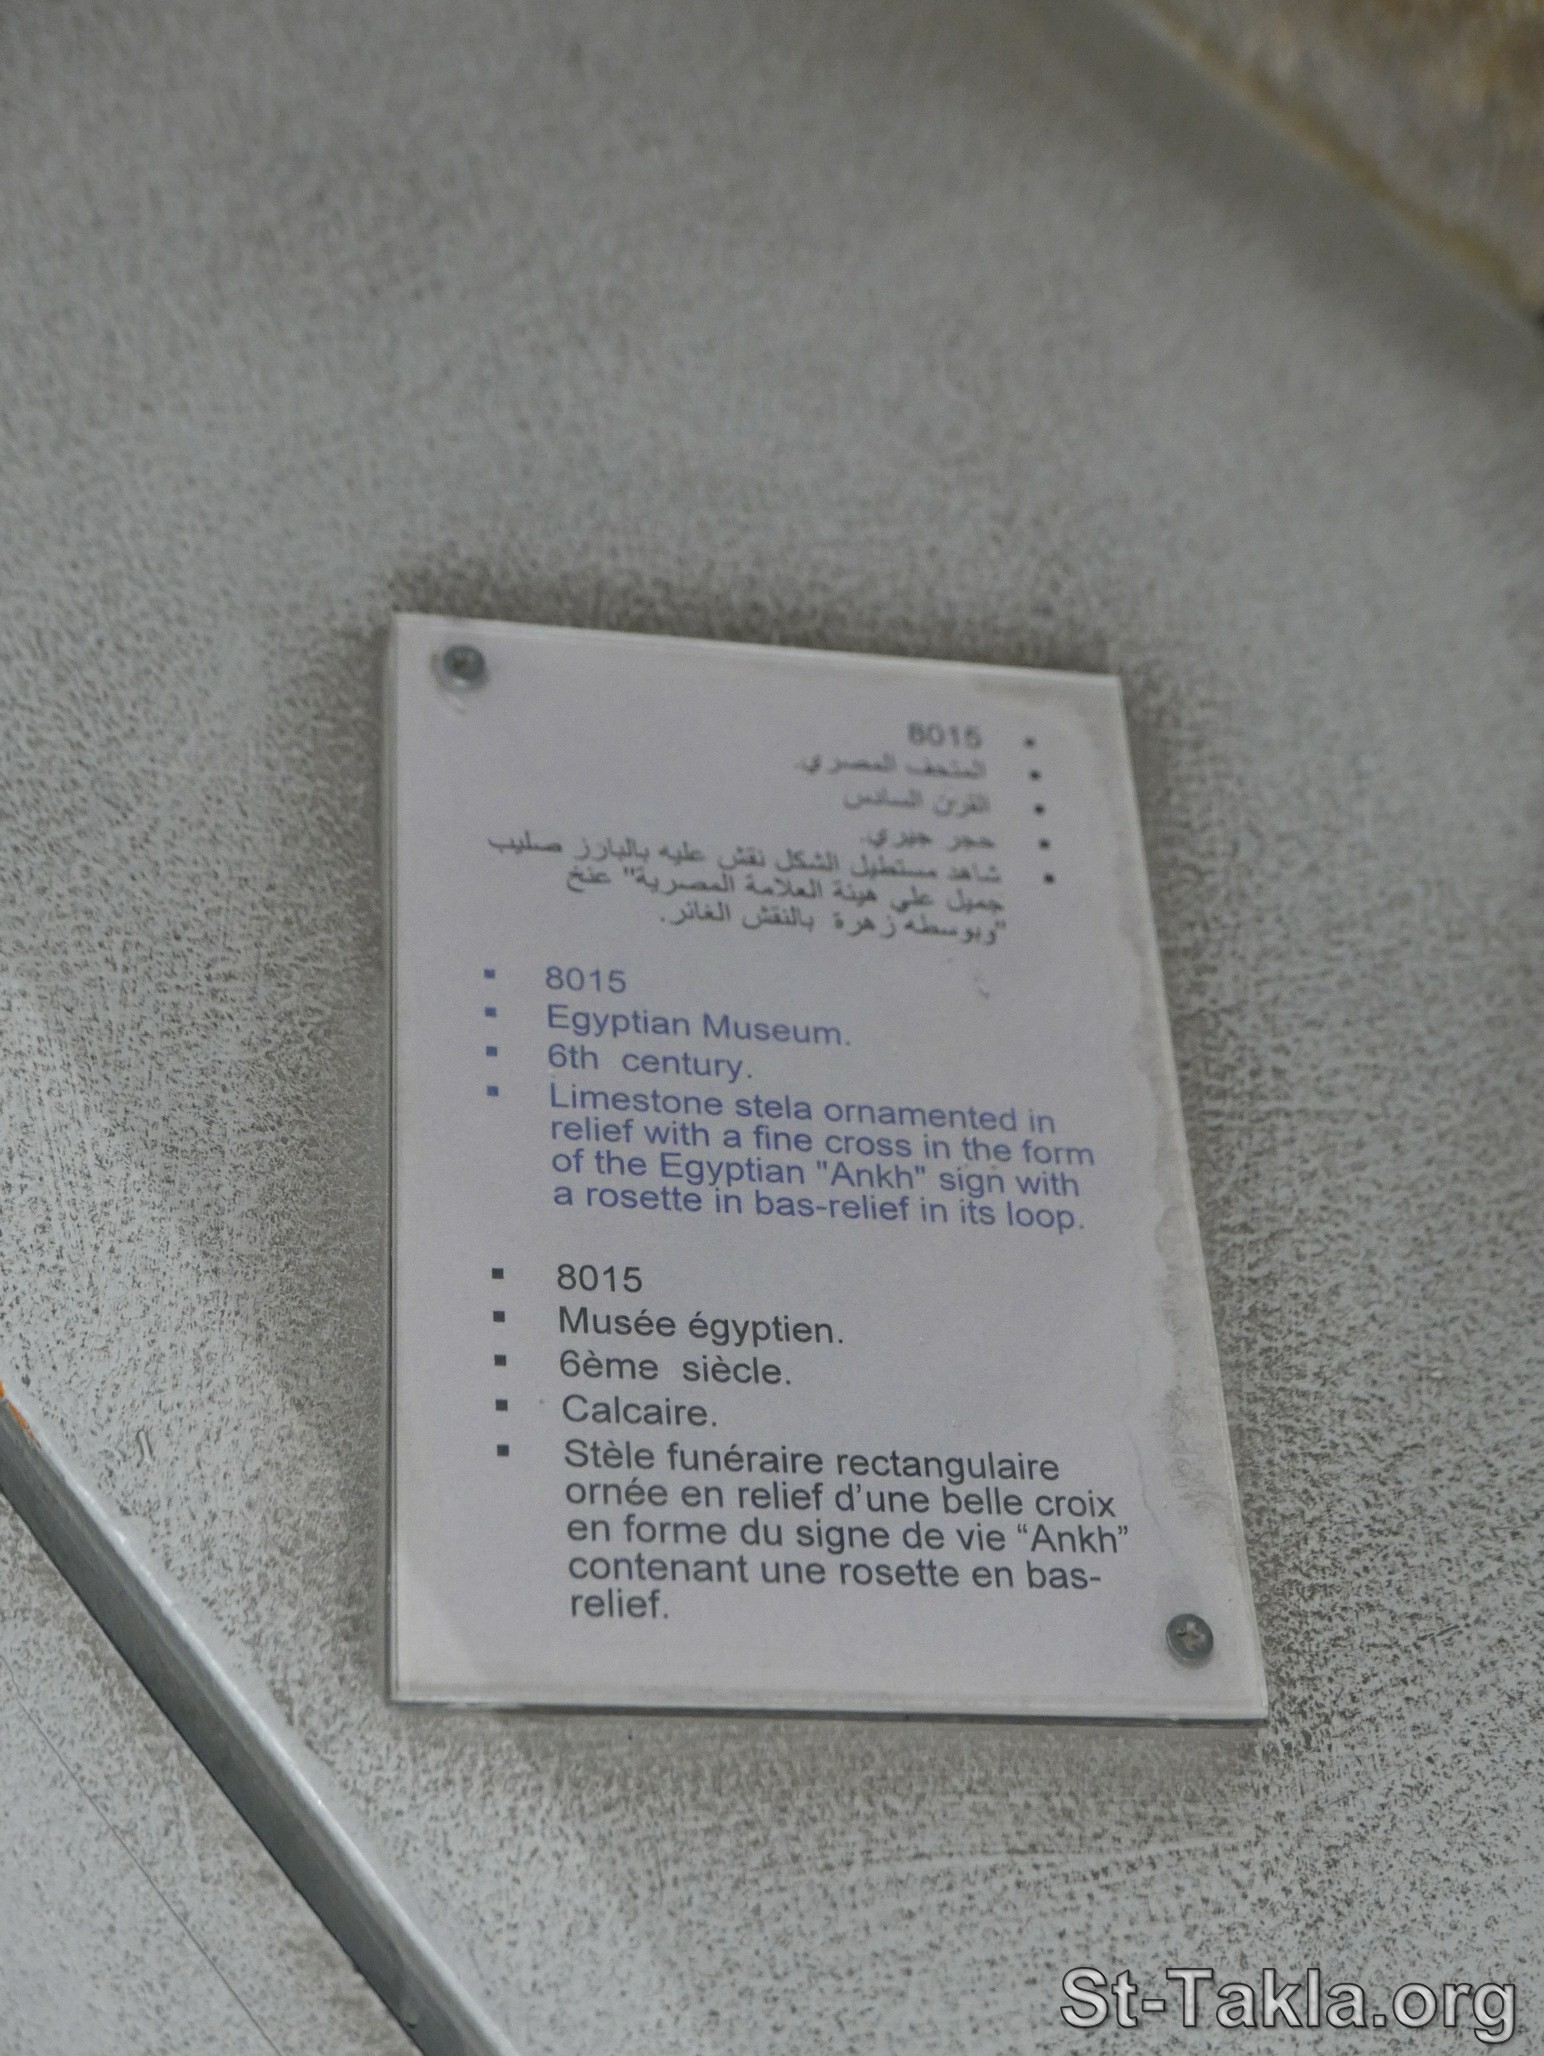 8015
المتحف المصري.
القرن السادس
حجر جيري.
شاهد مستطيل الشكل نقش عليه بالبارز صليب
جميل علي هيئة العلامة المصرية" عنخ
"وبوسطه زهرة بالنقش الغائر.
8015
Egyptian Museum.
6th century.
Limestone stela ornamented in
relief with a fine cross in the form
of the Egyptian "Ankh" sign with
a rosette in bas-relief in its loop.
8015
Musée égyptien.
6ème siècle.
Calcaire.
Stèle funéraire rectangulaire
ornée en relief d’une belle croix
en forme du signe de vie “Ankh”
contenant une rosette en bas-
relief.
St-Takla.org